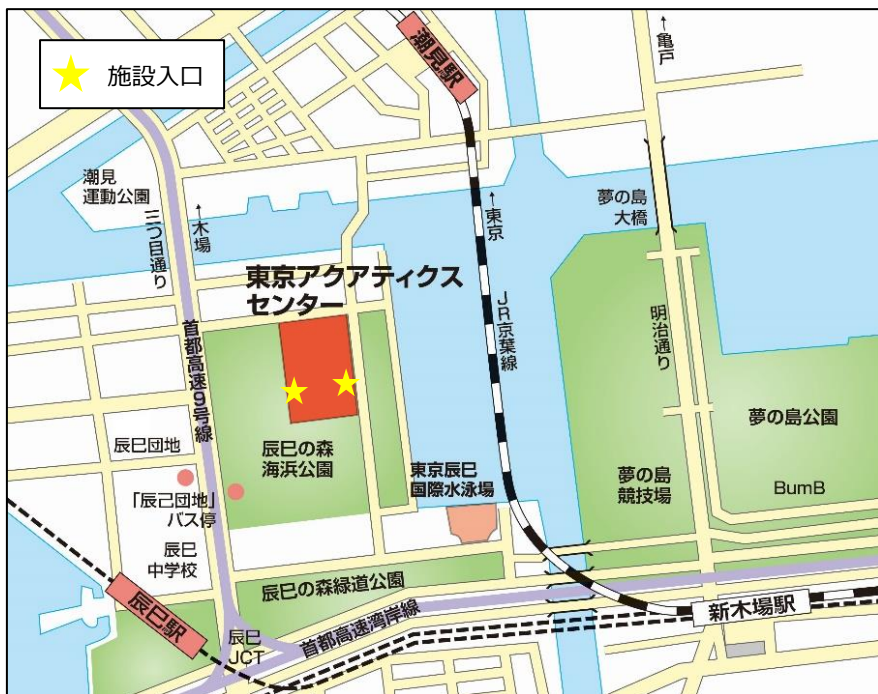 施設入口
潮見駅
←亀戸
潮見
運動公園
三つ目通り
←木場
←東京
夢の島
大橋
東京アクアティクス
センター
首都高速9号線
JR京葉線
明治通り
辰巳団地
辰巳の森
海浜公園
東京辰巳
国際水泳場
夢の島公園
夢の島
競技場
BumB
「辰己団地」
バス停
辰巳
中学校
辰巳の森緑道公園
辰巳駅
辰巳
JCT
首都高速湾岸線
新木場駅